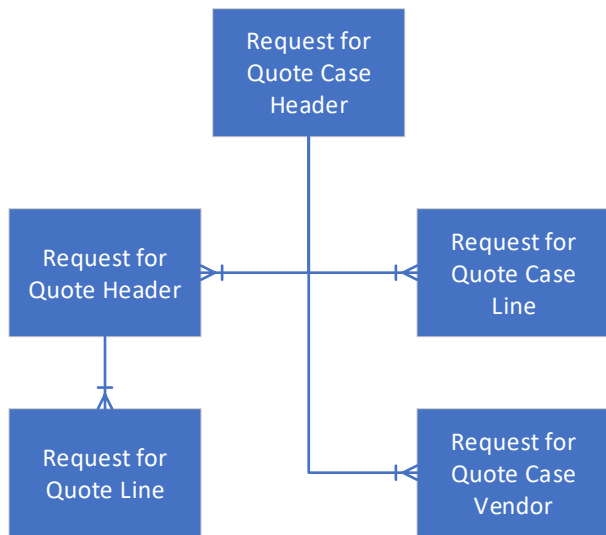 Request for
Quote Case
Header
Request for
Quote Header
Request for
Quote Case
Line
Request for
Quote Line
Request for
Quote Case
Vendor